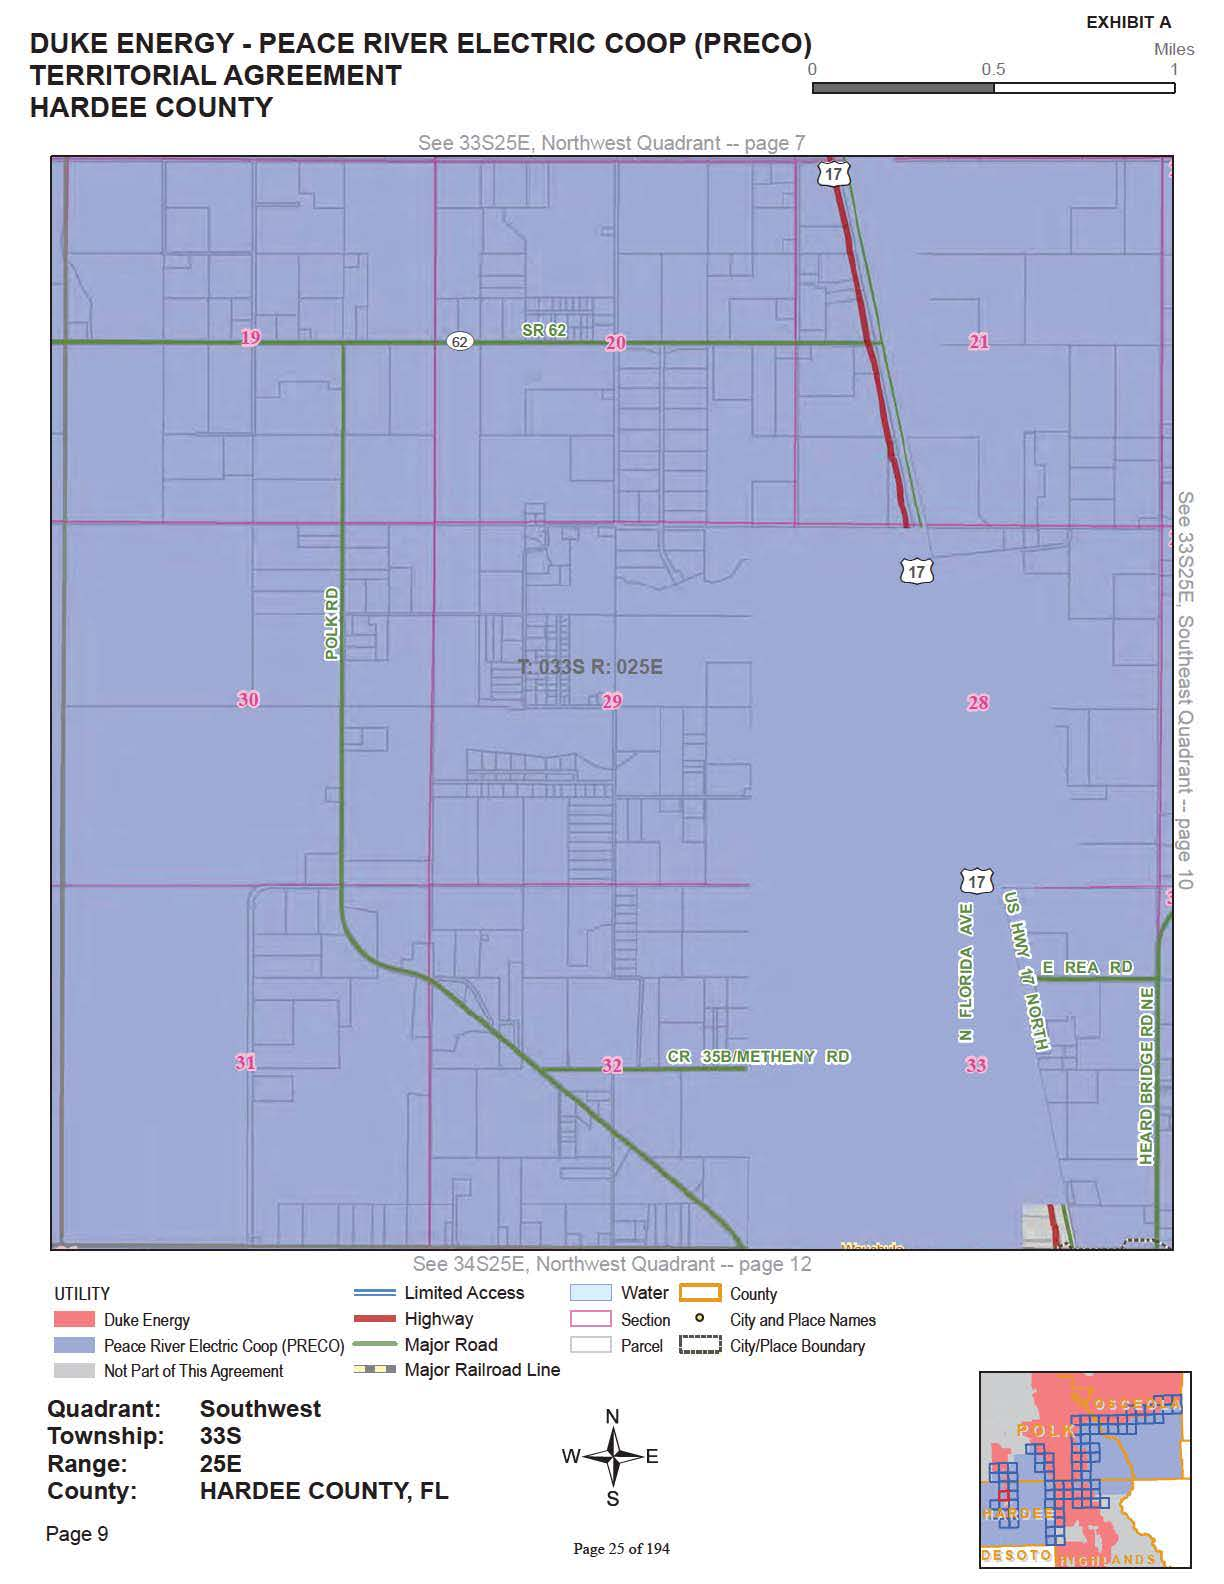 EXHIBIT A
DUKE ENERGY - PEACE RIVER ELECTRIC COOP (PRECO)
TERRITORIAL AGREEMENT
HARDEE COUNTY
Miles
0 0.5 1
See 33S25E, Northwest Quadrant -- page 7
17
19
62
SR 62
20
21
17
POLK RD
T: 033S R: 025E
30
29
28
See 33S25E, Southeast Quadrant -- page 10
17
N FLORIDA AVE
US HWY 17 NORTH
E REA RD
HEARD BRIDGE RD NE
CR 35B/METHENY RD
31
32
33
See 34S25E, Northwest Quadrant -- page 12
UTILITY
Duke Energy
Peace River Electric Coop (PRECO)
Not Part of This Agreement
Limited Access
Highway
Major Road
Major Railroad Line
Water
Section
Parcel
County
City and Place Names
City/Place Boundary
Quadrant: Southwest
Township: 33S
Range: 25E
County: HARDEE COUNTY, FL
N
W E
S
OSCEOLA
POLK
HARDEE
DESOTO
HIGHLANDS
Page 9
Page 25 of 194